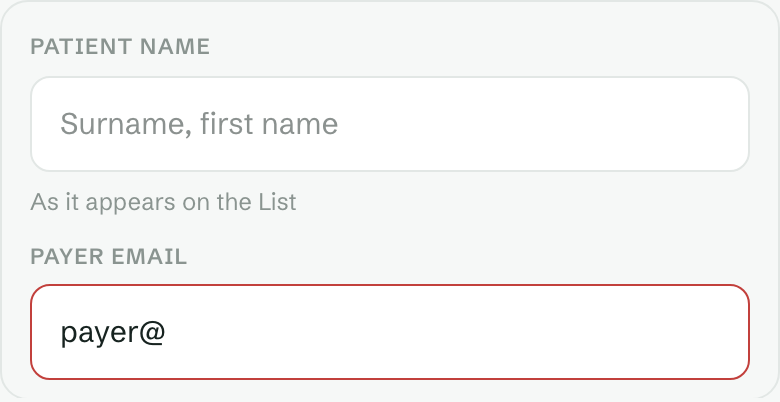 PATIENT NAME
Surname, first name
As it appears on the List
PAYER EMAIL
payer@